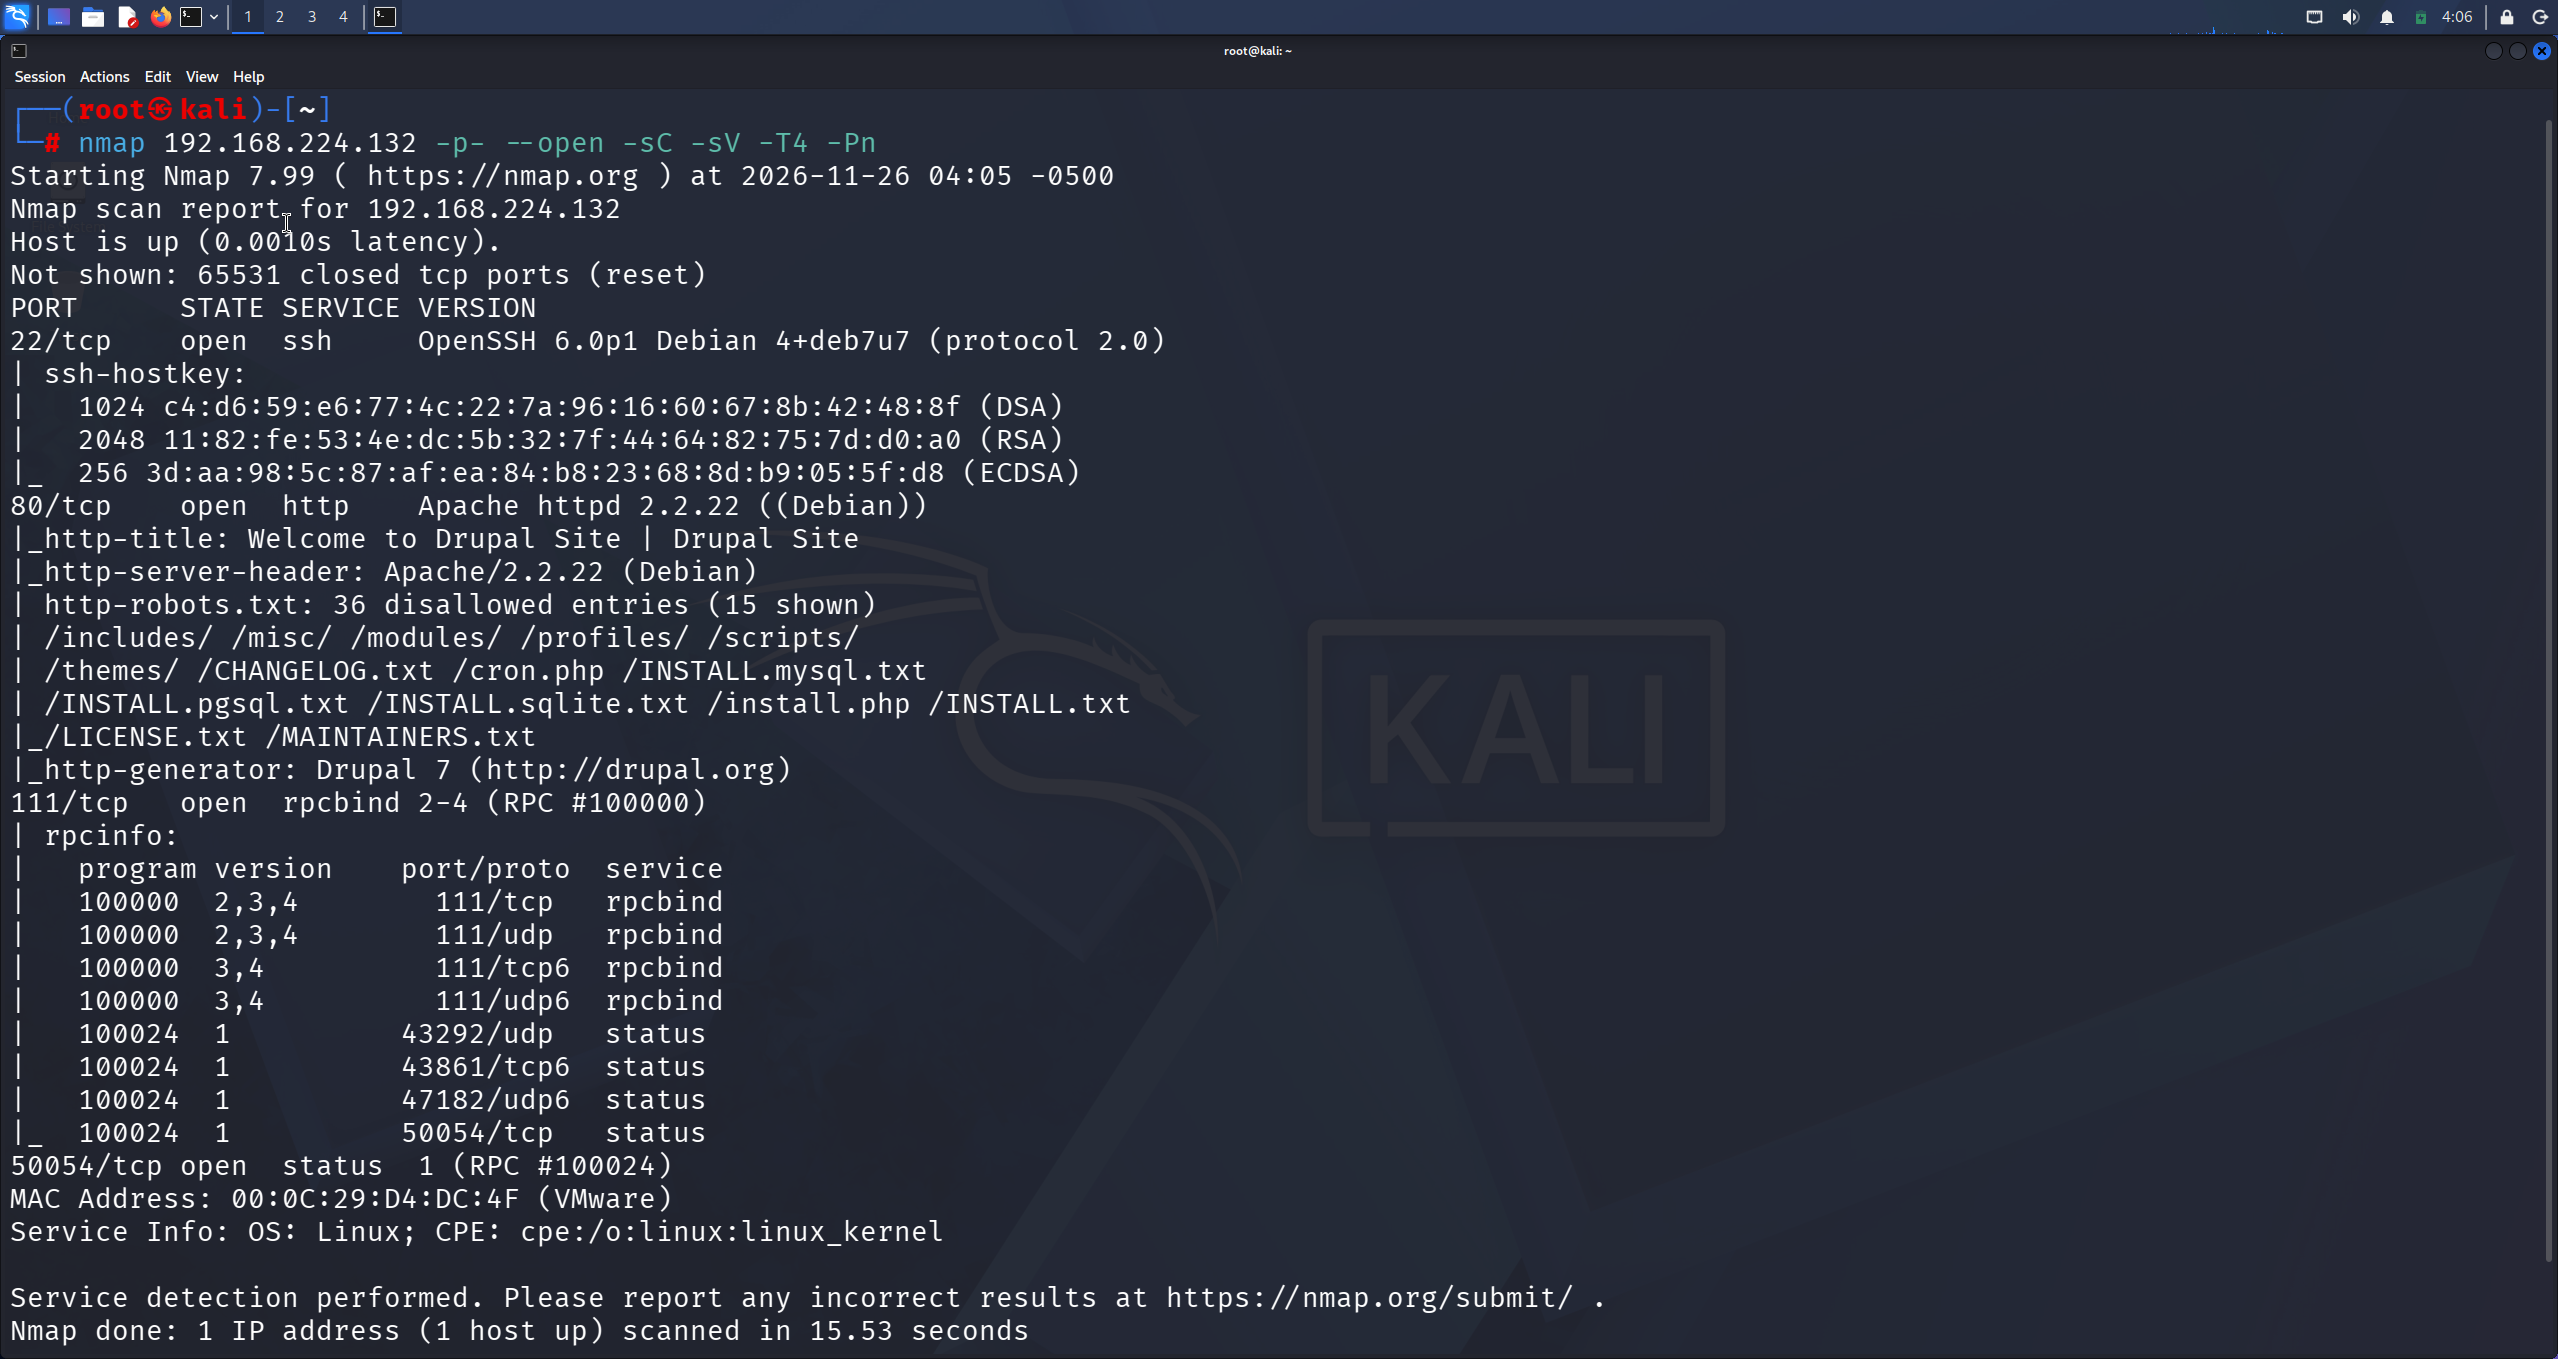 1 2 3 4 4:06
root@kali: ~
Session Actions Edit View Help
┌──(root㉿kali)-[~]
└─# nmap 192.168.224.132 -p- --open -sC -sV -T4 -Pn
Starting Nmap 7.99 ( https://nmap.org ) at 2026-11-26 04:05 -0500
Nmap scan report for 192.168.224.132
Host is up (0.0010s latency).
Not shown: 65531 closed tcp ports (reset)
PORT      STATE SERVICE VERSION
22/tcp    open  ssh     OpenSSH 6.0p1 Debian 4+deb7u7 (protocol 2.0)
| ssh-hostkey:
|   1024 c4:d6:59:e6:77:4c:22:7a:96:16:60:67:8b:42:48:8f (DSA)
|   2048 11:82:fe:53:4e:dc:5b:32:7f:44:64:82:75:7d:d0:a0 (RSA)
|_  256 3d:aa:98:5c:87:af:ea:84:b8:23:68:8d:b9:05:5f:d8 (ECDSA)
80/tcp    open  http    Apache httpd 2.2.22 ((Debian))
|_http-title: Welcome to Drupal Site | Drupal Site
|_http-server-header: Apache/2.2.22 (Debian)
| http-robots.txt: 36 disallowed entries (15 shown)
| /includes/ /misc/ /modules/ /profiles/ /scripts/
| /themes/ /CHANGELOG.txt /cron.php /INSTALL.mysql.txt
| /INSTALL.pgsql.txt /INSTALL.sqlite.txt /install.php /INSTALL.txt
|_/LICENSE.txt /MAINTAINERS.txt
|_http-generator: Drupal 7 (http://drupal.org)
111/tcp   open  rpcbind 2-4 (RPC #100000)
| rpcinfo:
|   program version    port/proto  service
|   100000  2,3,4        111/tcp   rpcbind
|   100000  2,3,4        111/udp   rpcbind
|   100000  3,4          111/tcp6  rpcbind
|   100000  3,4          111/udp6  rpcbind
|   100024  1          43292/udp   status
|   100024  1          43861/tcp6  status
|   100024  1          47182/udp6  status
|_  100024  1          50054/tcp   status
50054/tcp open  status  1 (RPC #100024)
MAC Address: 00:0C:29:D4:DC:4F (VMware)
Service Info: OS: Linux; CPE: cpe:/o:linux:linux_kernel
Service detection performed. Please report any incorrect results at https://nmap.org/submit/ .
Nmap done: 1 IP address (1 host up) scanned in 15.53 seconds
KALI